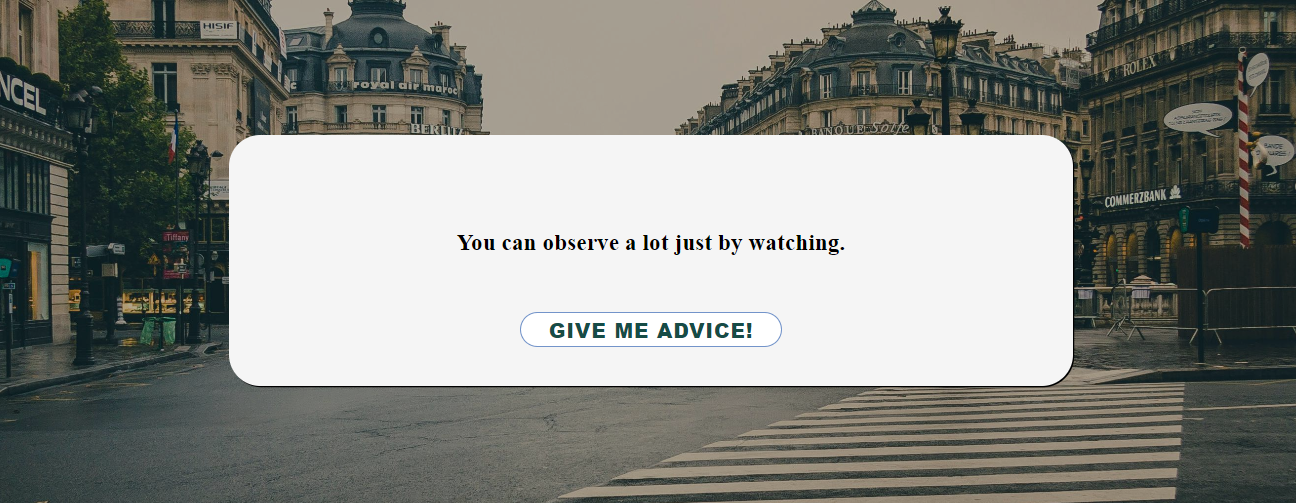 HISIF
NCEL
royal air maroc
BERLITZ
ROLEX
BANQUE
COMMERZBANK
Tiffany
You can observe a lot just by watching.
GIVE ME ADVICE!